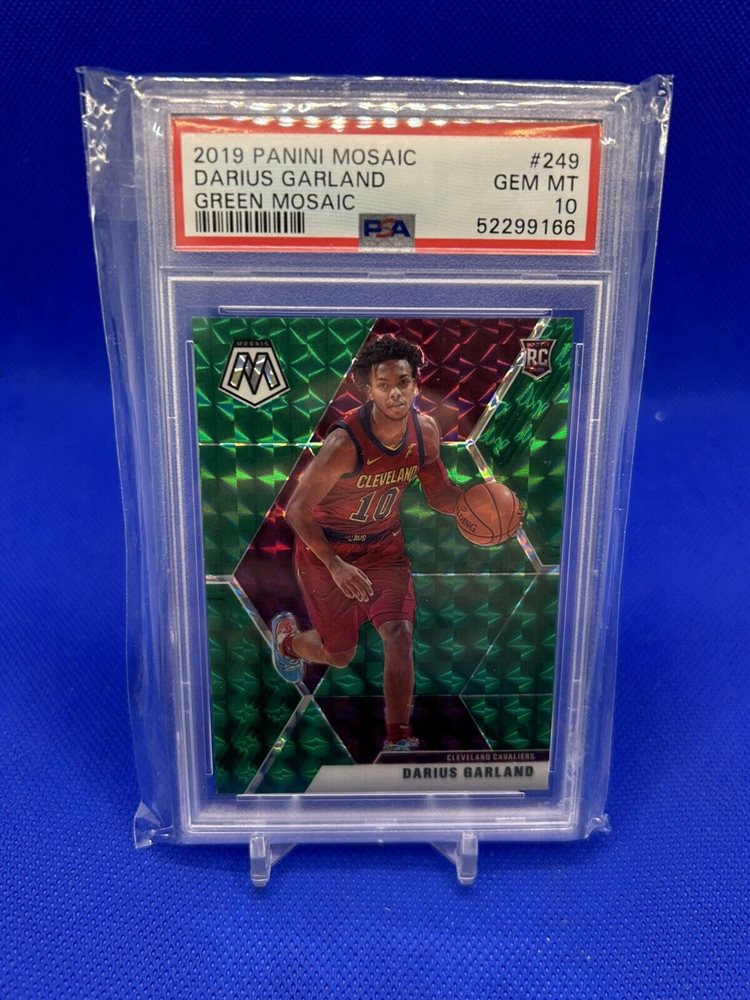 2019 PANINI MOSAIC #249
DARIUS GARLAND GEM MT
GREEN MOSAIC 10
PSA 52299166
MOSAIC
M
RC
CLEVELAND
10
CAVS
CLEVELAND CAVALIERS
DARIUS GARLAND